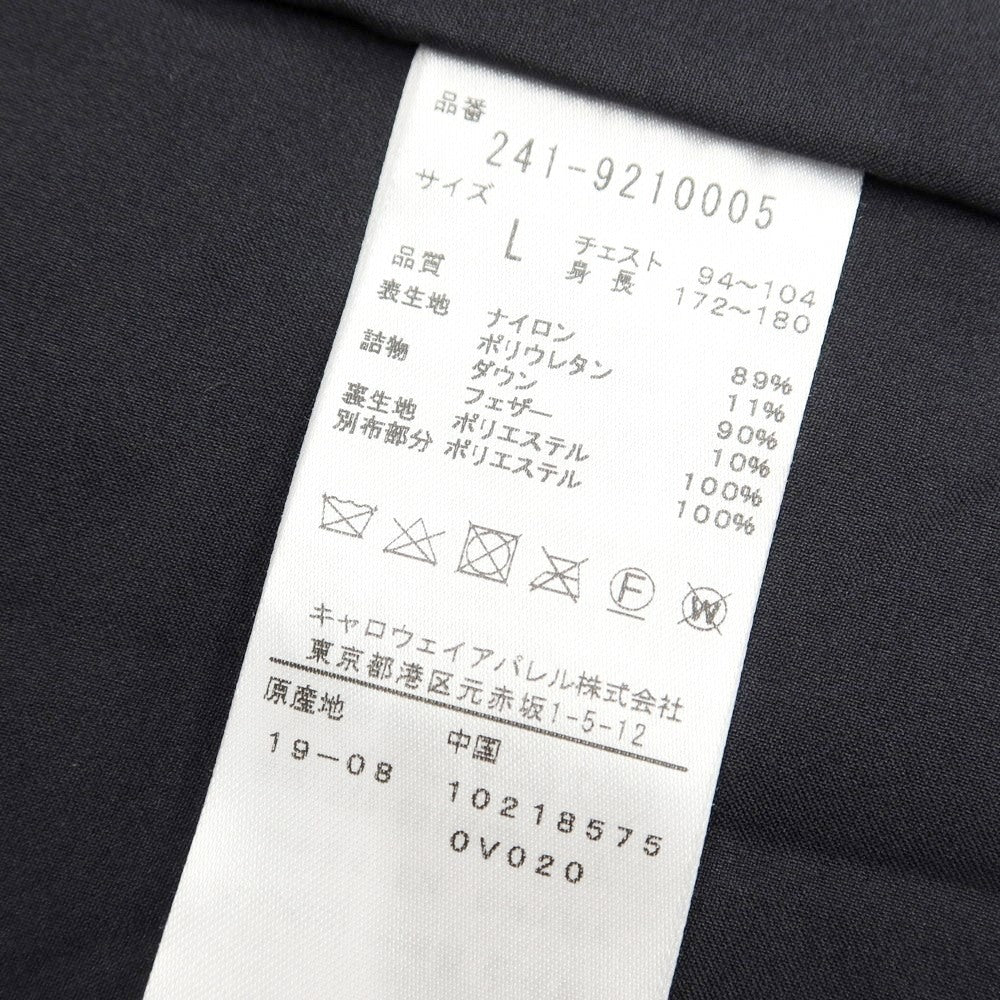 品番
241-9210005
サイズ
L チェスト 94〜104
身長 172〜180
品質
表生地 ナイロン 89%
ポリウレタン 11%
詰物 ダウン 90%
フェザー 10%
裏生地 ポリエステル 100%
別布部分 ポリエステル 100%
F W
キャロウェイアパレル株式会社
東京都港区元赤坂1-5-12
原産地 中国
19-08 10218575
0V020